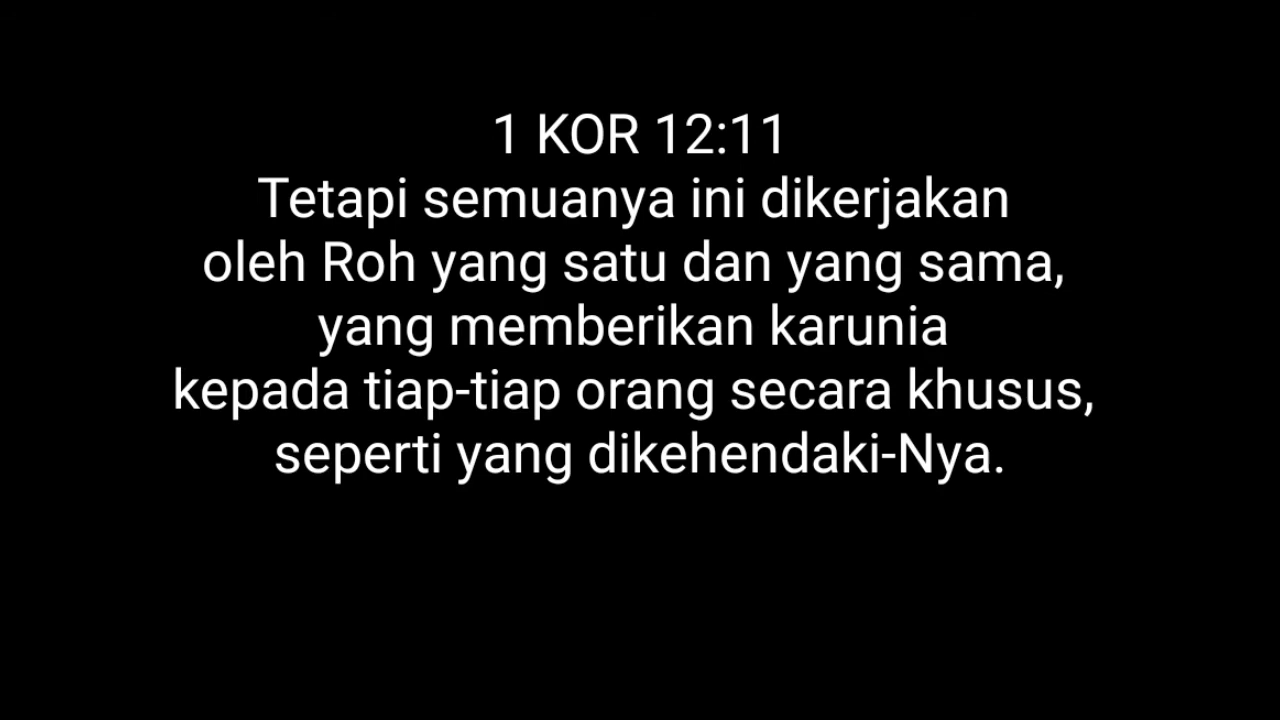 1 KOR 12:11
Tetapi semuanya ini dikerjakan
oleh Roh yang satu dan yang sama,
yang memberikan karunia
kepada tiap-tiap orang secara khusus,
seperti yang dikehendaki-Nya.